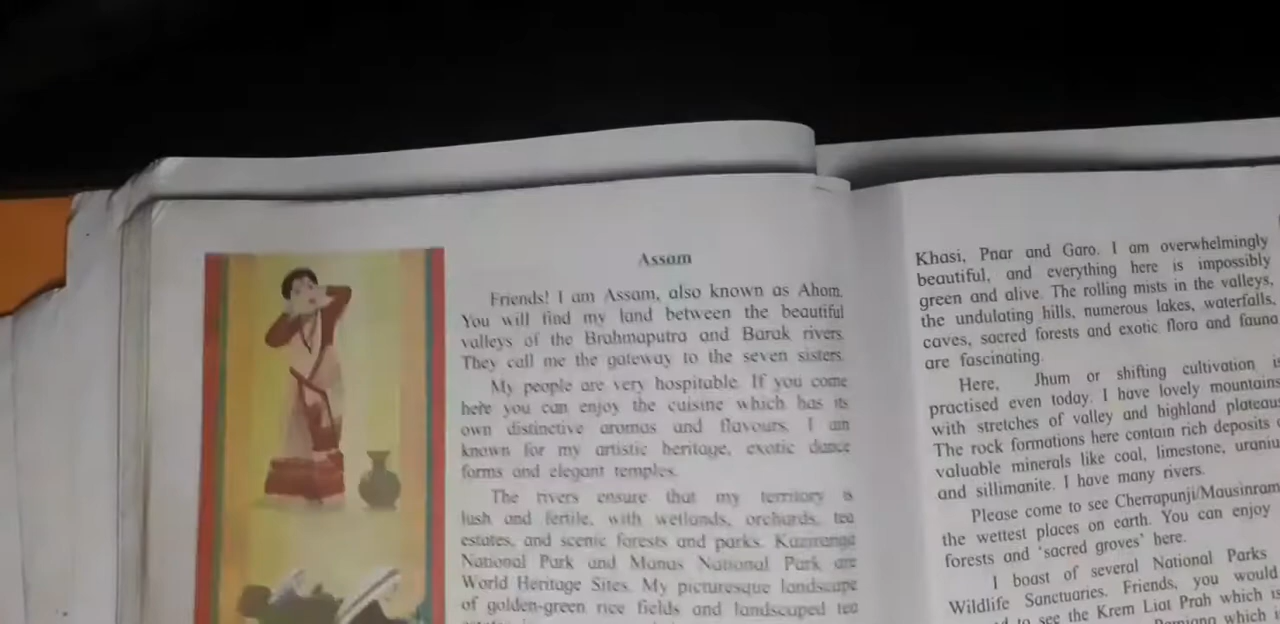 Assam
Friends! I am Assam, also known as Ahom.
You will find my land between the beautiful
valleys of the Brahmaputra and Barak rivers.
They call me the gateway to the seven sisters.
My people are very hospitable. If you come
here you can enjoy the cuisine which has its
own distinctive aromas and flavours. I am
known for my artistic heritage, exotic dance
forms and elegant temples.
The rivers ensure that my territory is
lush and fertile, with wetlands, orchards, tea
estates, and scenic forests and parks. Kaziranga
National Park and Manas National Park are
World Heritage Sites. My picturesque landscape
of golden-green rice fields and landscaped tea
Khasi, Pnar and Garo. I am overwhelmingly
beautiful, and everything here is impossibly
green and alive. The rolling mists in the valleys,
the undulating hills, numerous lakes, waterfalls,
caves, sacred forests and exotic flora and fauna
are fascinating.
Here, Jhum or shifting cultivation is
practised even today. I have lovely mountains
with stretches of valley and highland
The rock formations here contain rich deposits
valuable minerals like coal, limestone,
and sillimanite. I have many rivers.
Please come to see Cherrapunji/Mausinram
the wettest places on earth. You can enjoy
forests and 'sacred groves' here.
I boast of several National Parks
Wildlife Sanctuaries. Friends, you would
to see the Krem Liat Prah which is
which